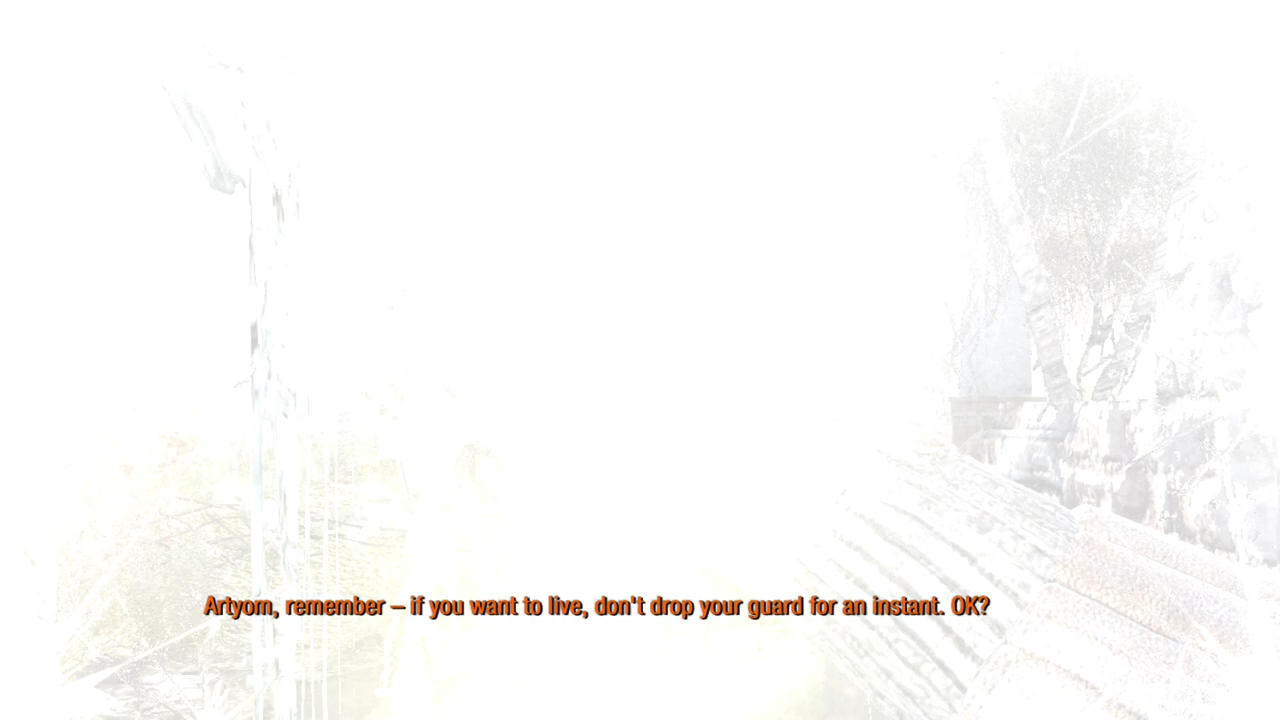 Artyom, remember – if you want to live, don't drop your guard for an instant. OK?